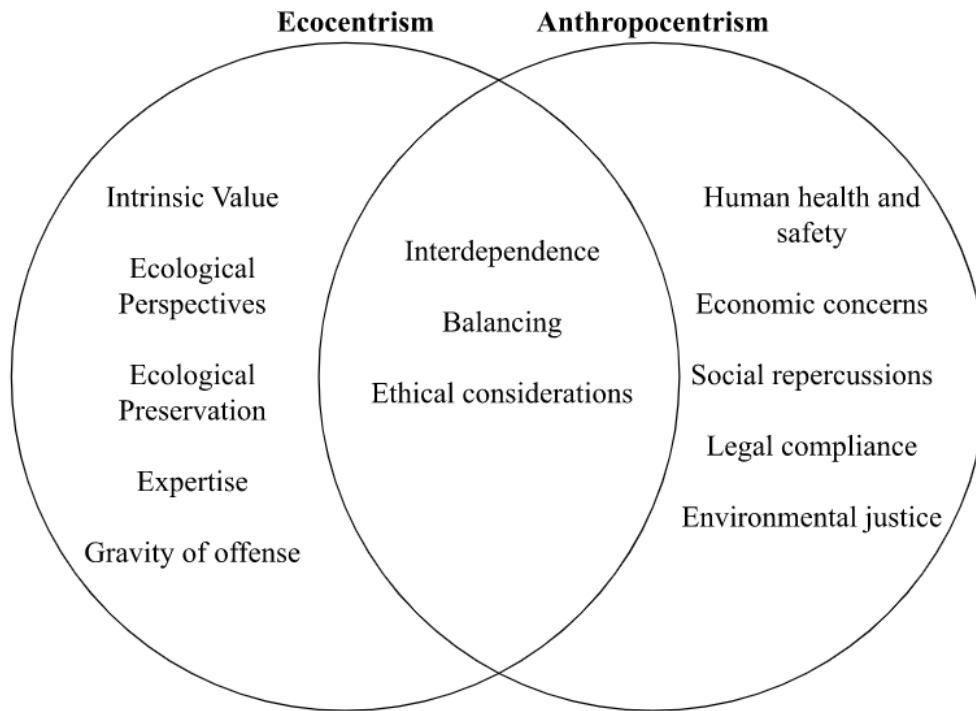 Ecocentrism
Anthropocentrism
Intrinsic Value
Ecological
Perspectives
Ecological
Preservation
Expertise
Gravity of offense
Interdependence
Balancing
Ethical considerations
Human health and
safety
Economic concerns
Social repercussions
Legal compliance
Environmental justice